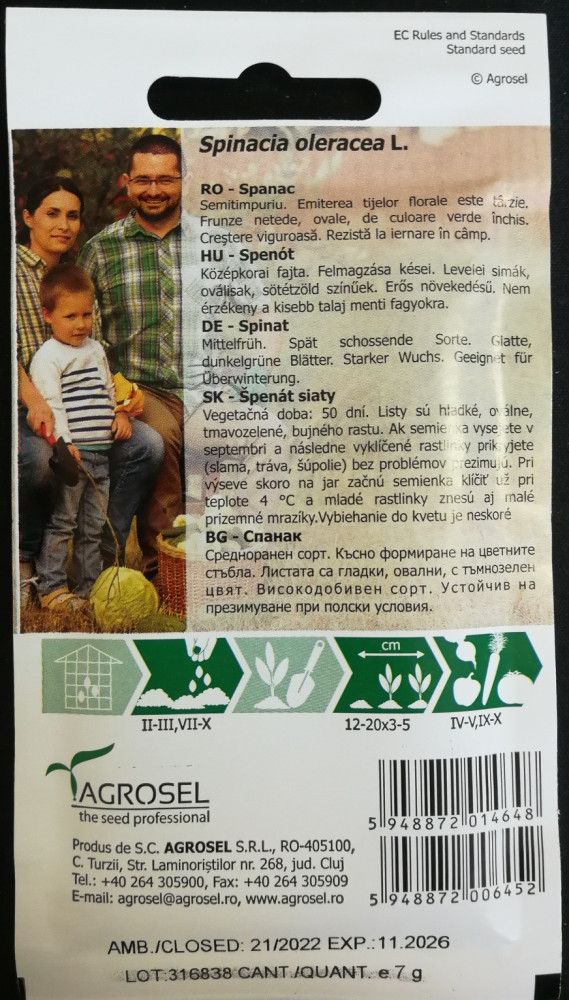 EC Rules and Standards
Standard seed
© Agrosel
Spinacia oleracea L.
RO - Spanac
Semitimpuriu. Emiterea tijelor florale este târzie.
Frunze netede, ovale, de culoare verde închis.
Creștere viguroasă. Rezistă la iernare în câmp.
HU - Spenót
Középkorai fajta. Felmagzása kései. Levelei simák,
oválisak, sötétzöld színűek. Erős növekedésű. Nem
érzékeny a kisebb talaj menti fagyokra.
DE - Spinat
Mittelfrüh. Spät schossende Sorte. Glatte,
dunkelgrüne Blätter. Starker Wuchs. Geeignet für
Überwinterung.
SK - Špenát siaty
Vegetačná doba: 50 dní. Listy sú hladké, oválne,
tmavozelené, bujného rastu. Ak semienka vysejete v
septembri a následne vyklíčené rastlinky prikryjete
(slama, tráva, šúpolie) bez problémov prezimujú. Pri
výseve skoro na jar začnú semienka klíčiť už pri
teplote 4 °C a mladé rastlinky znesú aj malé
prizemné mrazíky.Vybiehanie do kvetu je neskoré
BG - Спанак
Средноранен сорт. Късно формиране на цветните
стъбла. Листата са гладки, овални, с тъмнозелен
цвят. Високодобивен сорт. Устойчив на
презимуване при полски условия.
cm
II-III,VII-X 12-20x3-5 IV-V,IX-X
AGROSEL
the seed professional
5 948872 014648
Produs de S.C. AGROSEL S.R.L., RO-405100,
C. Turzii, Str. Laminoriștilor nr. 268, jud. Cluj
Tel.: +40 264 305900, Fax: +40 264 305909
E-mail: agrosel@agrosel.ro, www.agrosel.ro
5 948872 006452
AMB./CLOSED: 21/2022 EXP.:11.2026
LOT:316838 CANT./QUANT. e 7 g